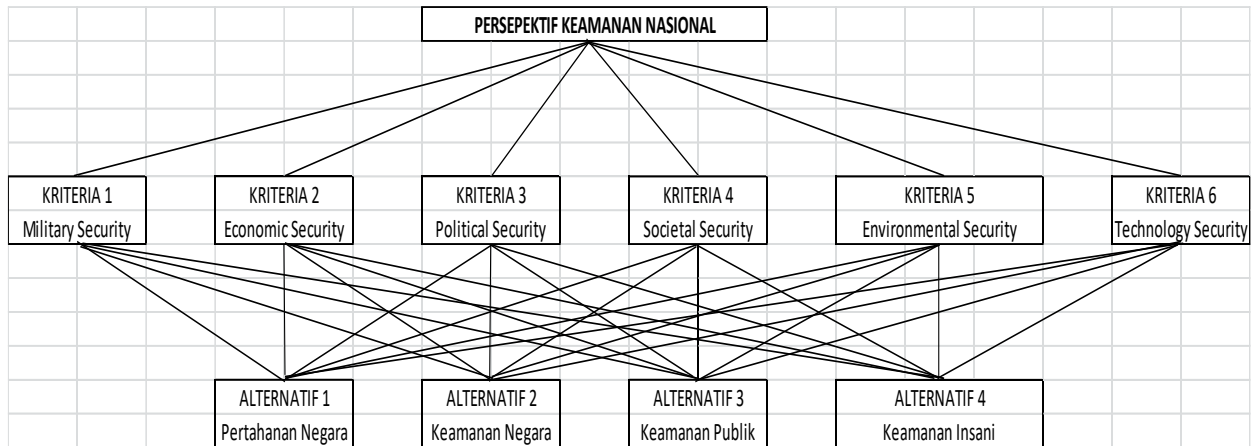 PERSEPEKTIF KEAMANAN NASIONAL
KRITERIA 1
Military Security
KRITERIA 2
Economic Security
KRITERIA 3
Political Security
KRITERIA 4
Societal Security
KRITERIA 5
Environmental Security
KRITERIA 6
Technology Security
ALTERNATIF 1
Pertahanan Negara
ALTERNATIF 2
Keamanan Negara
ALTERNATIF 3
Keamanan Publik
ALTERNATIF 4
Keamanan Insani